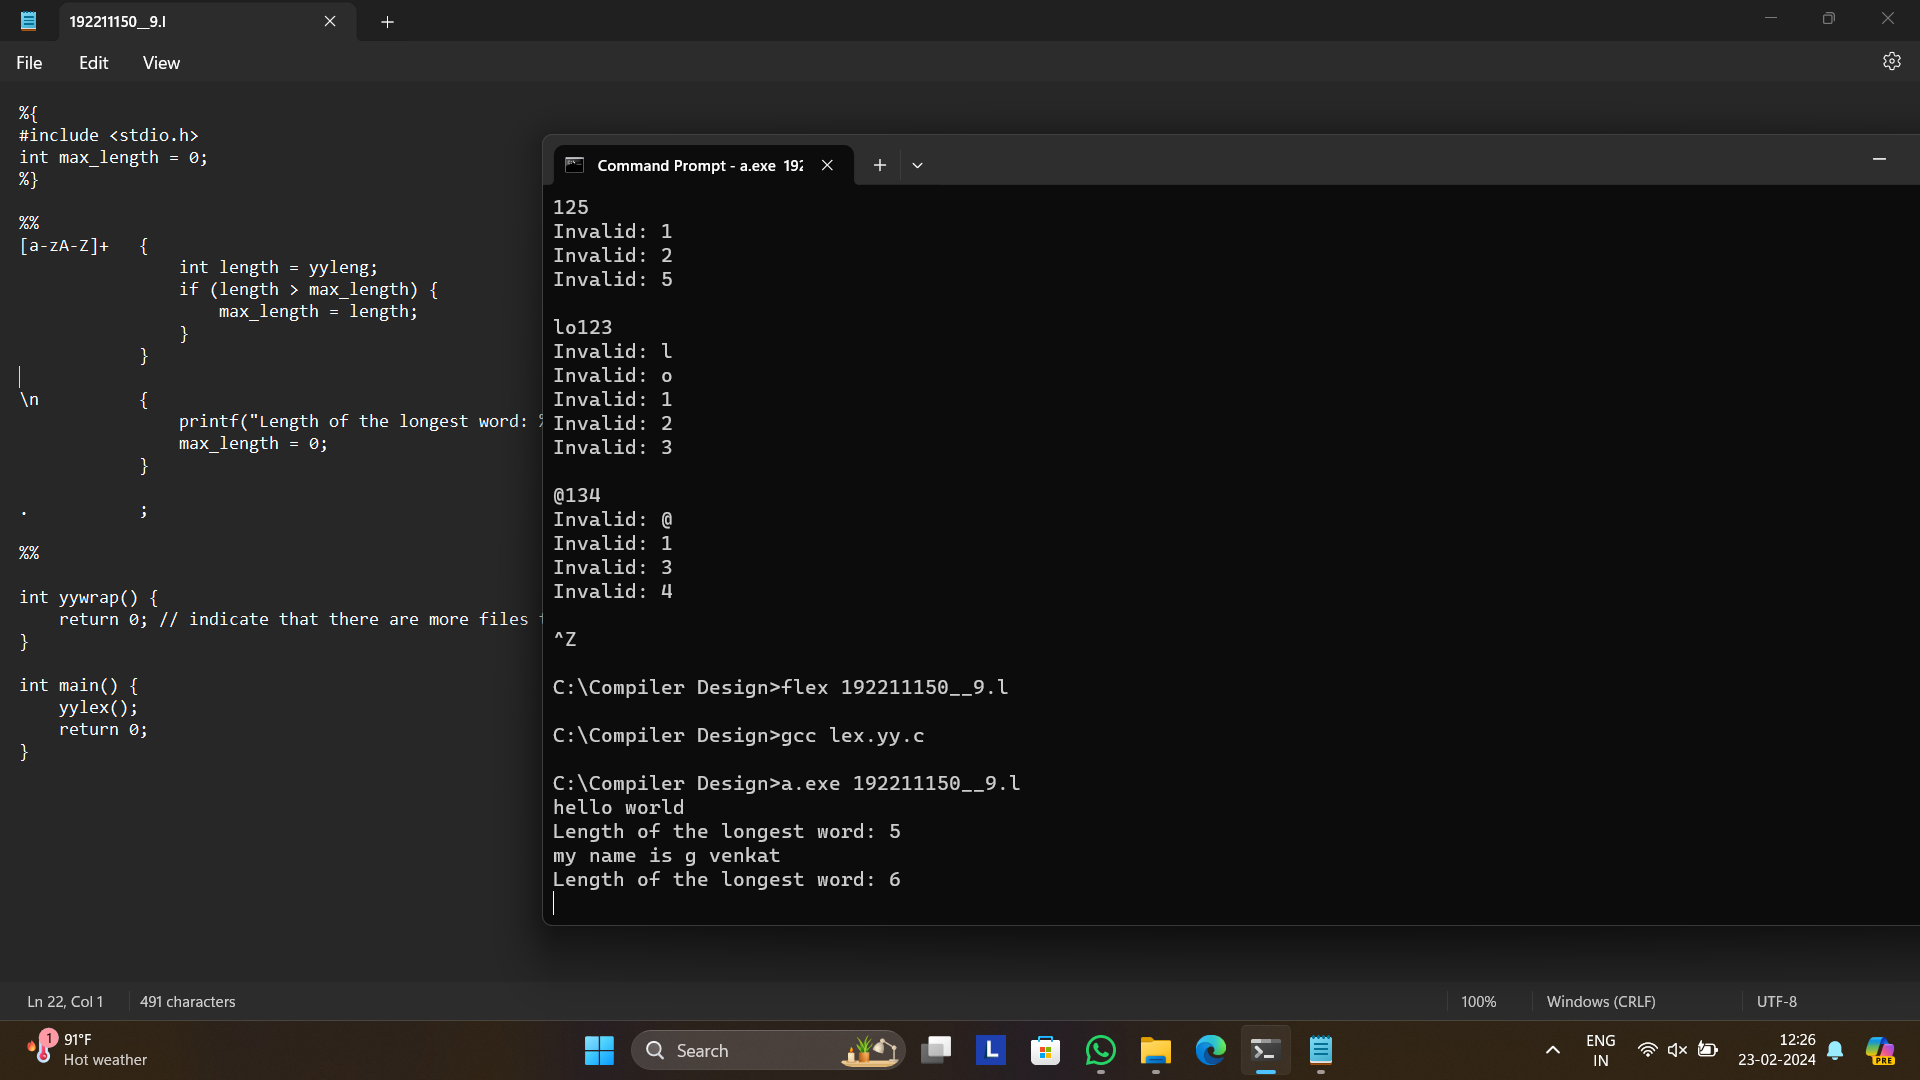 192211150__9.l
File Edit View
%{
#include <stdio.h>
int max_length = 0;
%}
%%
[a-zA-Z]+ {
int length = yyleng;
if (length > max_length) {
max_length = length;
}
}
\n {
printf("Length of the longest word:
max_length = 0;
}
. ;
%%
int yywrap() {
return 0; // indicate that there are more files
}
int main() {
yylex();
return 0;
}
Command Prompt - a.exe 192
125
Invalid: 1
Invalid: 2
Invalid: 5
lo123
Invalid: l
Invalid: o
Invalid: 1
Invalid: 2
Invalid: 3
@134
Invalid: @
Invalid: 1
Invalid: 3
Invalid: 4
^Z
C:\Compiler Design>flex 192211150__9.l
C:\Compiler Design>gcc lex.yy.c
C:\Compiler Design>a.exe 192211150__9.l
hello world
Length of the longest word: 5
my name is g venkat
Length of the longest word: 6
Ln 22, Col 1 491 characters 100% Windows (CRLF) UTF-8
1
91°F
Hot weather
Search
L
ENG
IN
12:26
23-02-2024
PRE